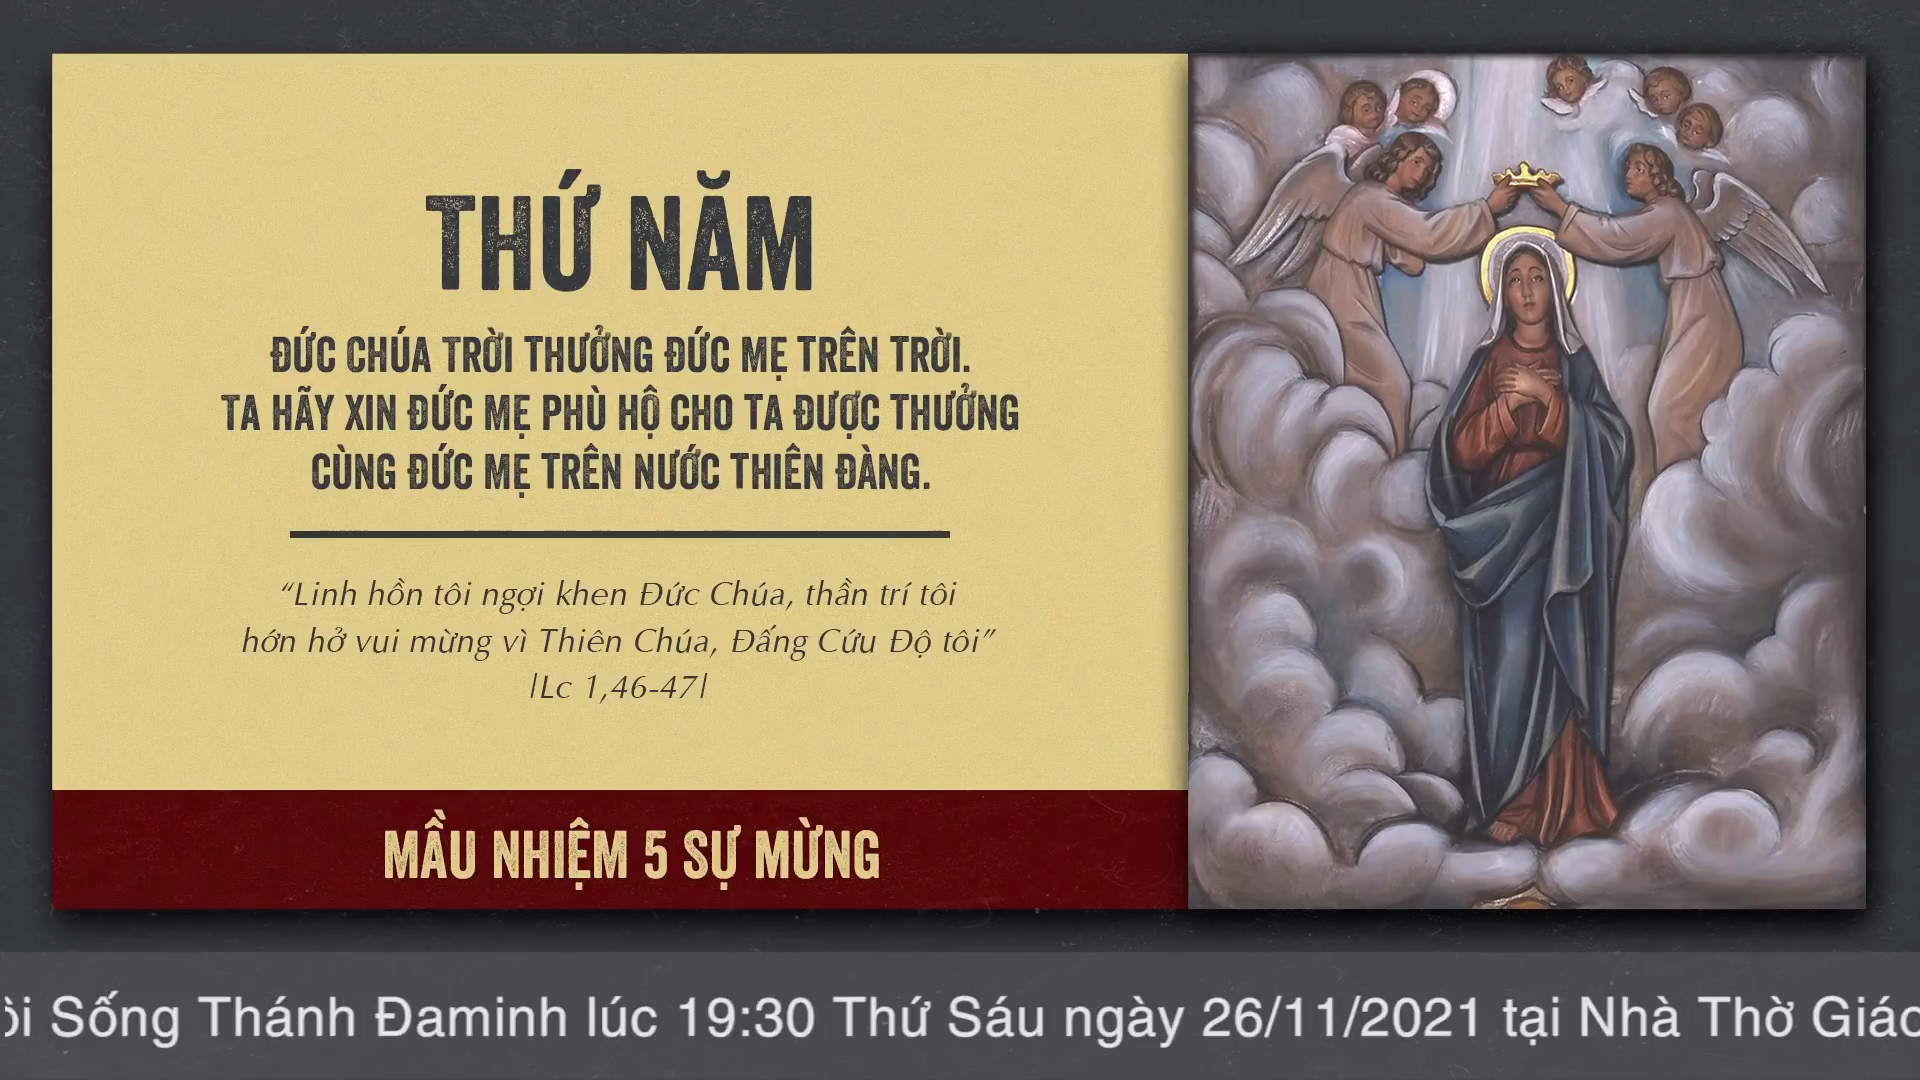 THỨ NĂM
ĐỨC CHÚA TRỜI THƯỞNG ĐỨC MẸ TRÊN TRỜI.
TA HÃY XIN ĐỨC MẸ PHÙ HỘ CHO TA ĐƯỢC THƯỞNG
CÙNG ĐỨC MẸ TRÊN NƯỚC THIÊN ĐÀNG.
“Linh hồn tôi ngợi khen Đức Chúa, thần trí tôi
hớn hở vui mừng vì Thiên Chúa, Đấng Cứu Độ tôi”
|Lc 1,46-47|
MẦU NHIỆM 5 SỰ MỪNG
Sống Thánh Đaminh lúc 19:30 Thứ Sáu ngày 26/11/2021 tại Nhà Thờ Giáo